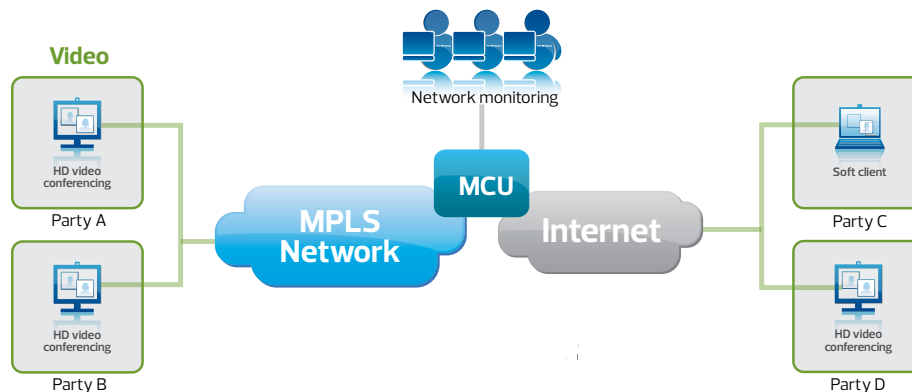 Video
HD video
conferencing
Party A
HD video
conferencing
Party B
Network monitoring
MCU
MPLS
Network
Internet
Soft client
Party C
HD video
conferencing
Party D